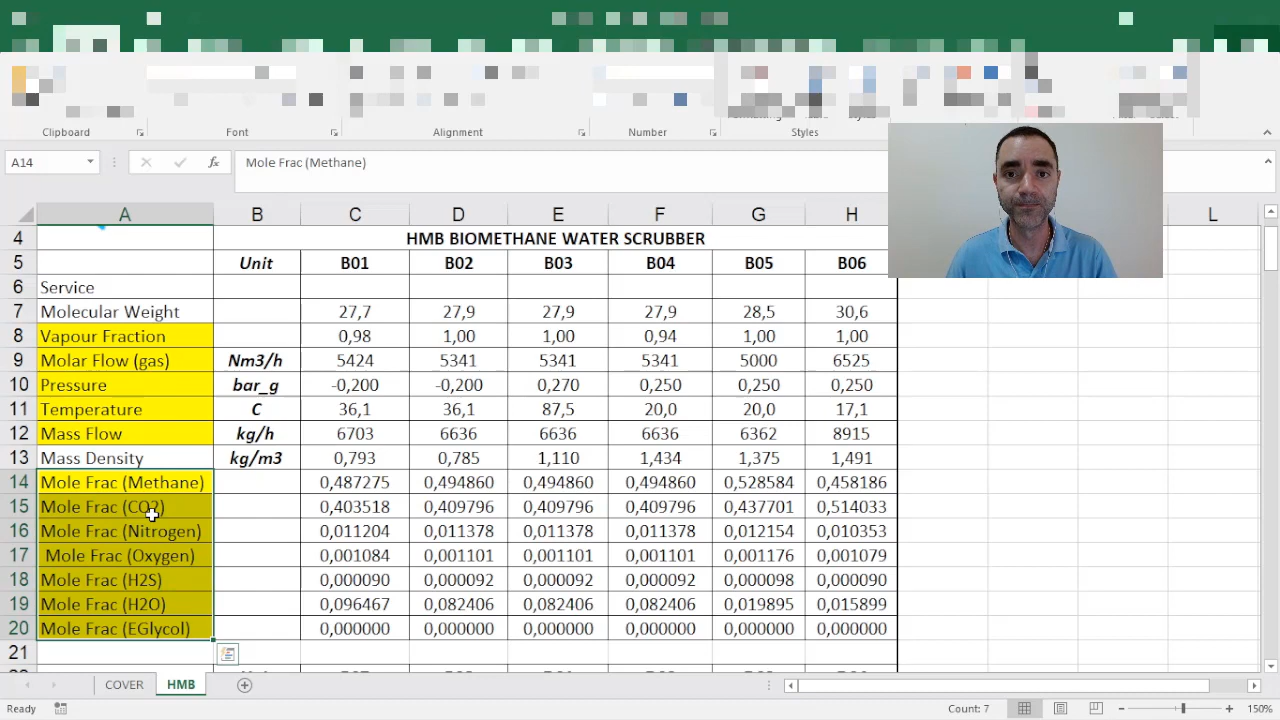 Clipboard Font Alignment Number Styles
A14 fx Mole Frac (Methane)
A B C D E F G H L
4 HMB BIOMETHANE WATER SCRUBBER
5 Unit B01 B02 B03 B04 B05 B06
6 Service
7 Molecular Weight 27,7 27,9 27,9 27,9 28,5 30,6
8 Vapour Fraction 0,98 1,00 1,00 0,94 1,00 1,00
9 Molar Flow (gas) Nm3/h 5424 5341 5341 5341 5000 6525
10 Pressure bar_g -0,200 -0,200 0,270 0,250 0,250 0,250
11 Temperature C 36,1 36,1 87,5 20,0 20,0 17,1
12 Mass Flow kg/h 6703 6636 6636 6636 6362 8915
13 Mass Density kg/m3 0,793 0,785 1,110 1,434 1,375 1,491
14 Mole Frac (Methane) 0,487275 0,494860 0,494860 0,494860 0,528584 0,458186
15 Mole Frac (CO2) 0,403518 0,409796 0,409796 0,409796 0,437701 0,514033
16 Mole Frac (Nitrogen) 0,011204 0,011378 0,011378 0,011378 0,012154 0,010353
17 Mole Frac (Oxygen) 0,001084 0,001101 0,001101 0,001101 0,001176 0,001079
18 Mole Frac (H2S) 0,000090 0,000092 0,000092 0,000092 0,000098 0,000090
19 Mole Frac (H2O) 0,096467 0,082406 0,082406 0,082406 0,019895 0,015899
20 Mole Frac (EGlycol) 0,000000 0,000000 0,000000 0,000000 0,000000 0,000000
21
COVER HMB
Ready Count: 7 150%